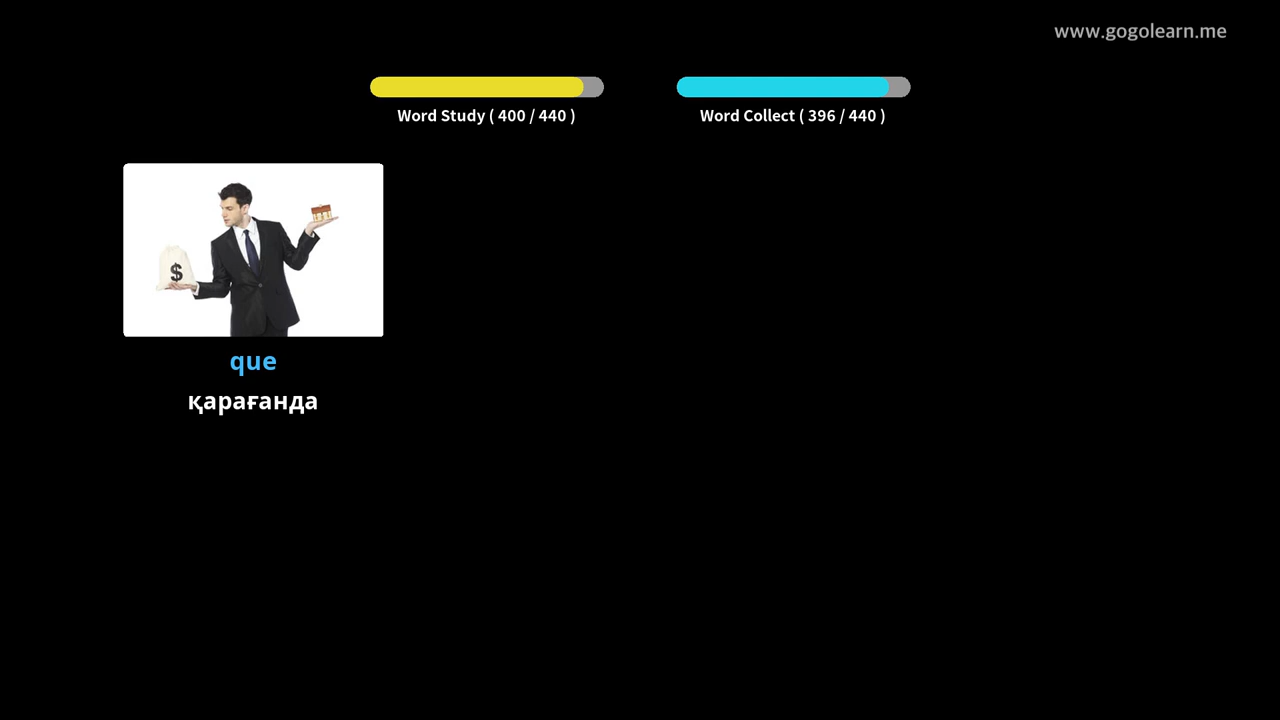 www.gogolearn.me
Word Study ( 400 / 440 )
Word Collect ( 396 / 440 )
$
que
қарағанда